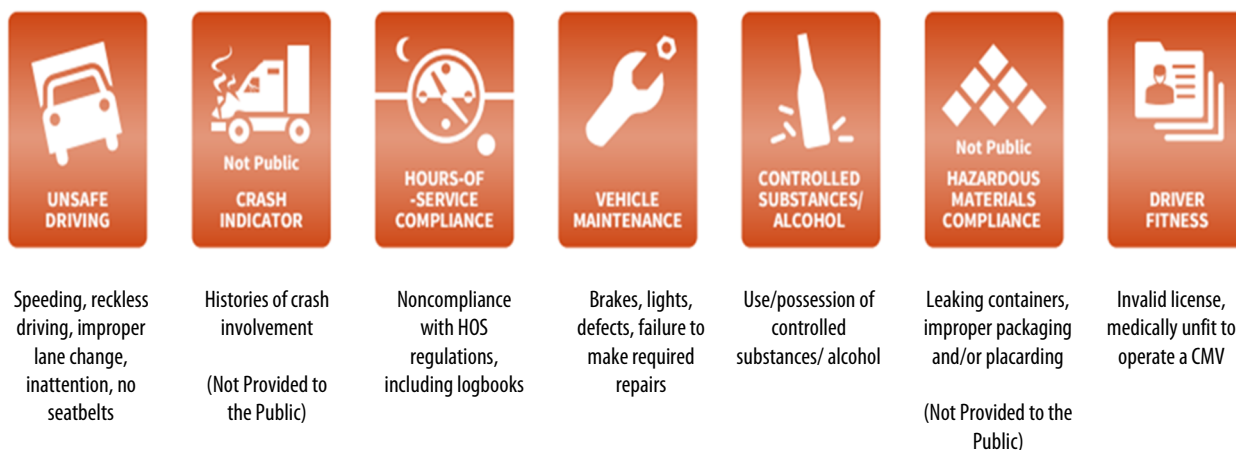 UNSAFE
DRIVING
Not Public
CRASH
INDICATOR
HOURS-OF
-SERVICE
COMPLIANCE
VEHICLE
MAINTENANCE
CONTROLLED
SUBSTANCES/
ALCOHOL
Not Public
HAZARDOUS
MATERIALS
COMPLIANCE
DRIVER
FITNESS
Speeding, reckless
driving, improper
lane change,
inattention, no
seatbelts
Histories of crash
involvement
(Not Provided to
the Public)
Noncompliance
with HOS
regulations,
including logbooks
Brakes, lights,
defects, failure to
make required
repairs
Use/possession of
controlled
substances/ alcohol
Leaking containers,
improper packaging
and/or placarding
(Not Provided to the
Public)
Invalid license,
medically unfit to
operate a CMV